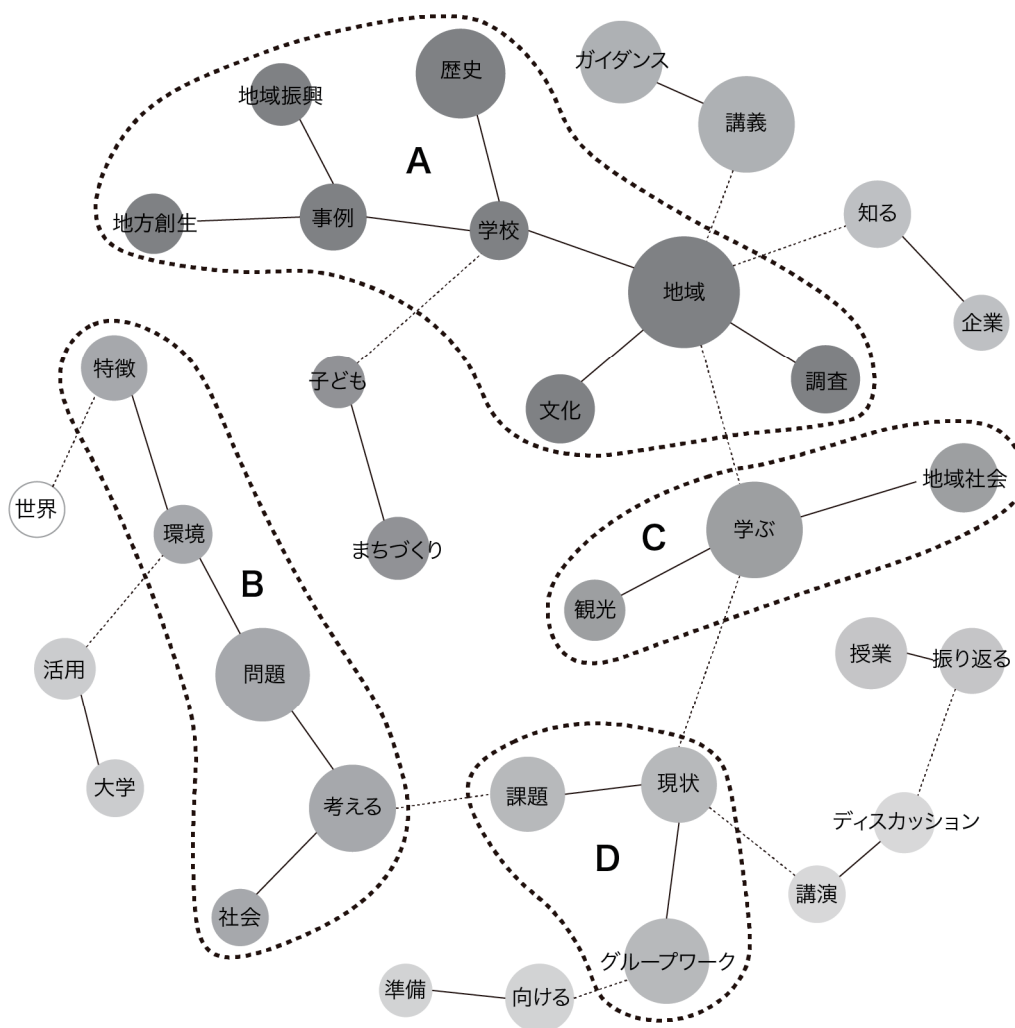 歴史
ガイダンス
地域振興
講義
A
地方創生
事例
学校
知る
地域
企業
特徴
子ども
調査
文化
世界
環境
まちづくり
C
学ぶ
地域社会
B
観光
活用
問題
授業
振り返る
大学
考える
課題
現状
ディスカッション
D
講演
社会
グループワーク
準備
向ける